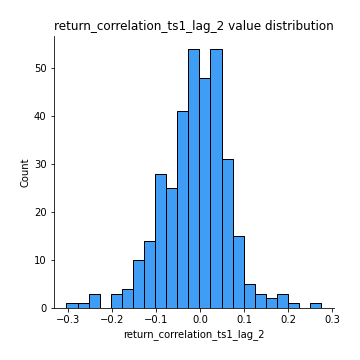 return_correlation_ts1_lag_2 value distribution
Count
50
40
30
20
10
0
−0.3 −0.2 −0.1 0.0 0.1 0.2 0.3
return_correlation_ts1_lag_2